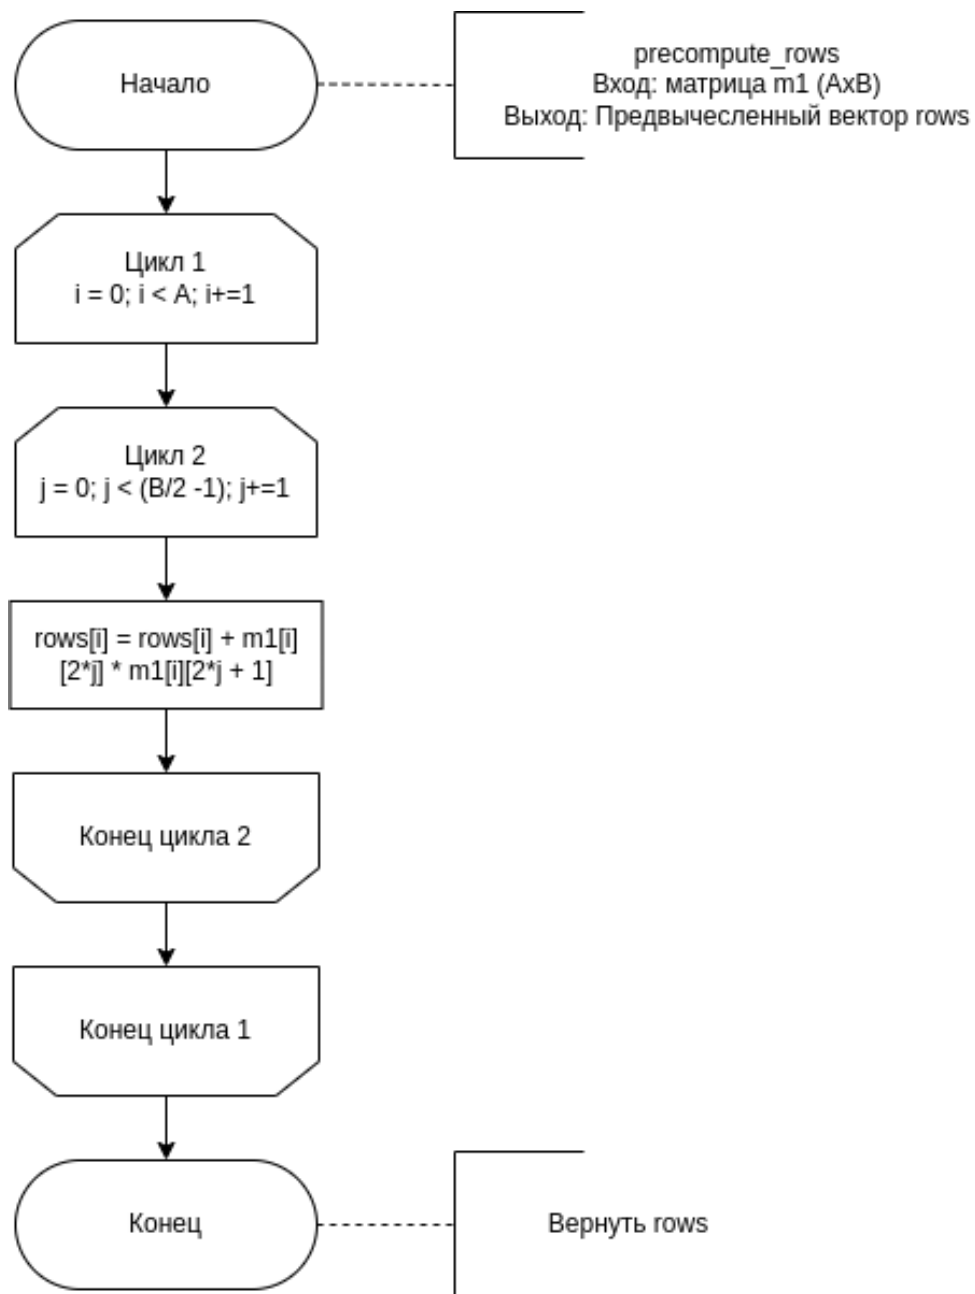 Начало
precompute_rows
Вход: матрица m1 (AxB)
Выход: Предвычесленный вектор rows
Цикл 1
i = 0; i < A; i+=1
Цикл 2
j = 0; j < (B/2 -1); j+=1
rows[i] = rows[i] + m1[i]
[2*j] * m1[i][2*j + 1]
Конец цикла 2
Конец цикла 1
Конец
Вернуть rows